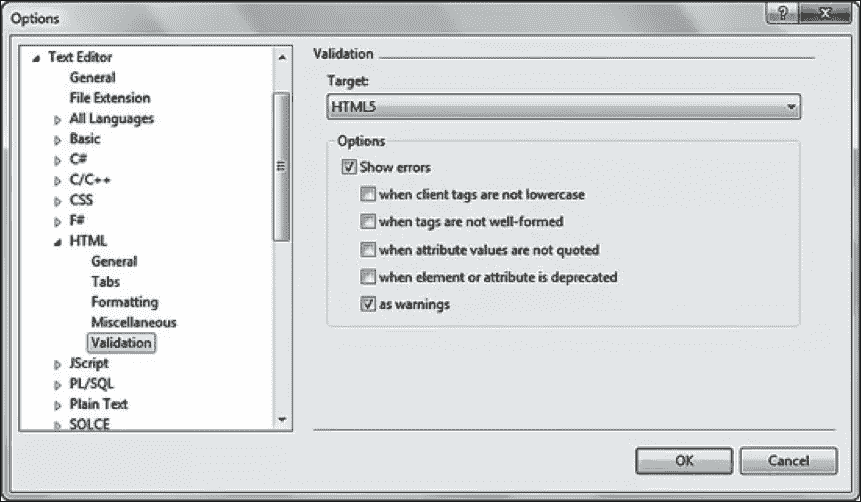 Options
Text Editor
General
File Extension
All Languages
Basic
C#
C/C++
CSS
F#
HTML
General
Tabs
Formatting
Miscellaneous
Validation
JScript
PL/SQL
Plain Text
SQLCE
Validation
Target:
HTML5
Options
Show errors
when client tags are not lowercase
when tags are not well-formed
when attribute values are not quoted
when element or attribute is deprecated
as warnings
OK
Cancel